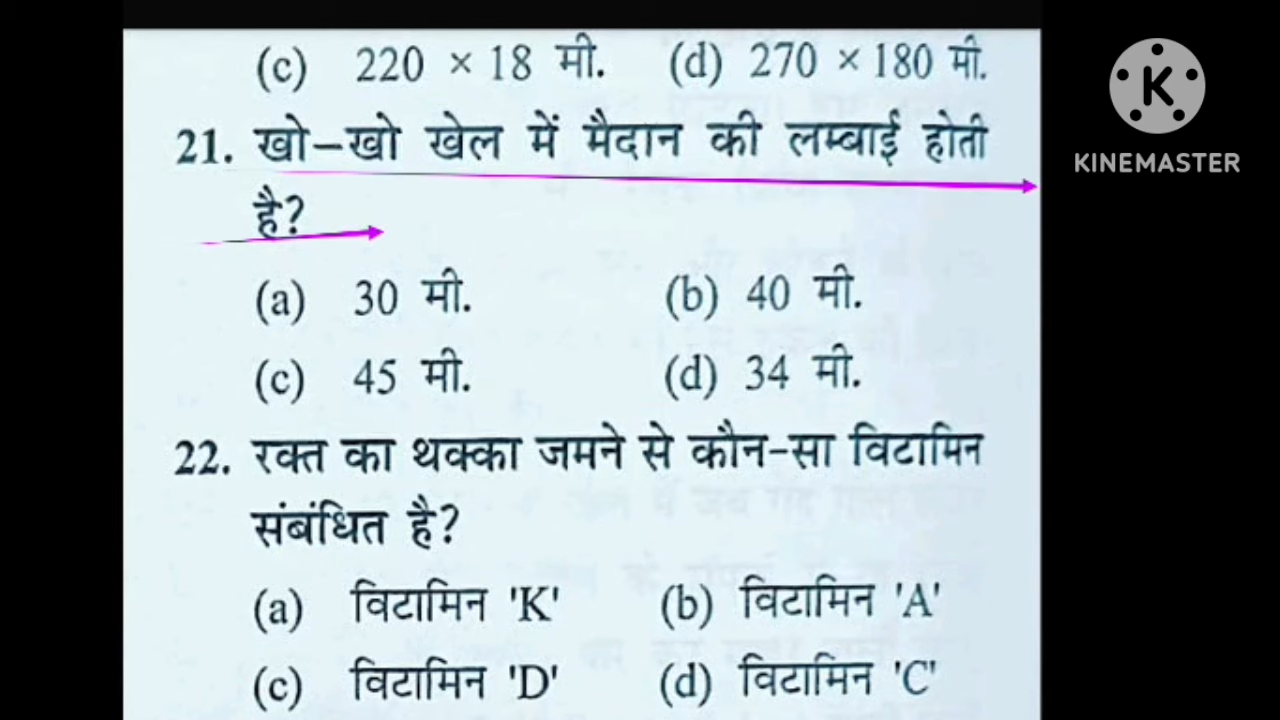 (c) 220 × 18 मी. (d) 270 × 180 मी.
21. खो-खो खेल में मैदान की लम्बाई होती
है?
(a) 30 मी. (b) 40 मी.
(c) 45 मी. (d) 34 मी.
22. रक्त का थक्का जमने से कौन-सा विटामिन
संबंधित है?
(a) विटामिन 'K' (b) विटामिन 'A'
(c) विटामिन 'D' (d) विटामिन 'C'
K
KINEMASTER